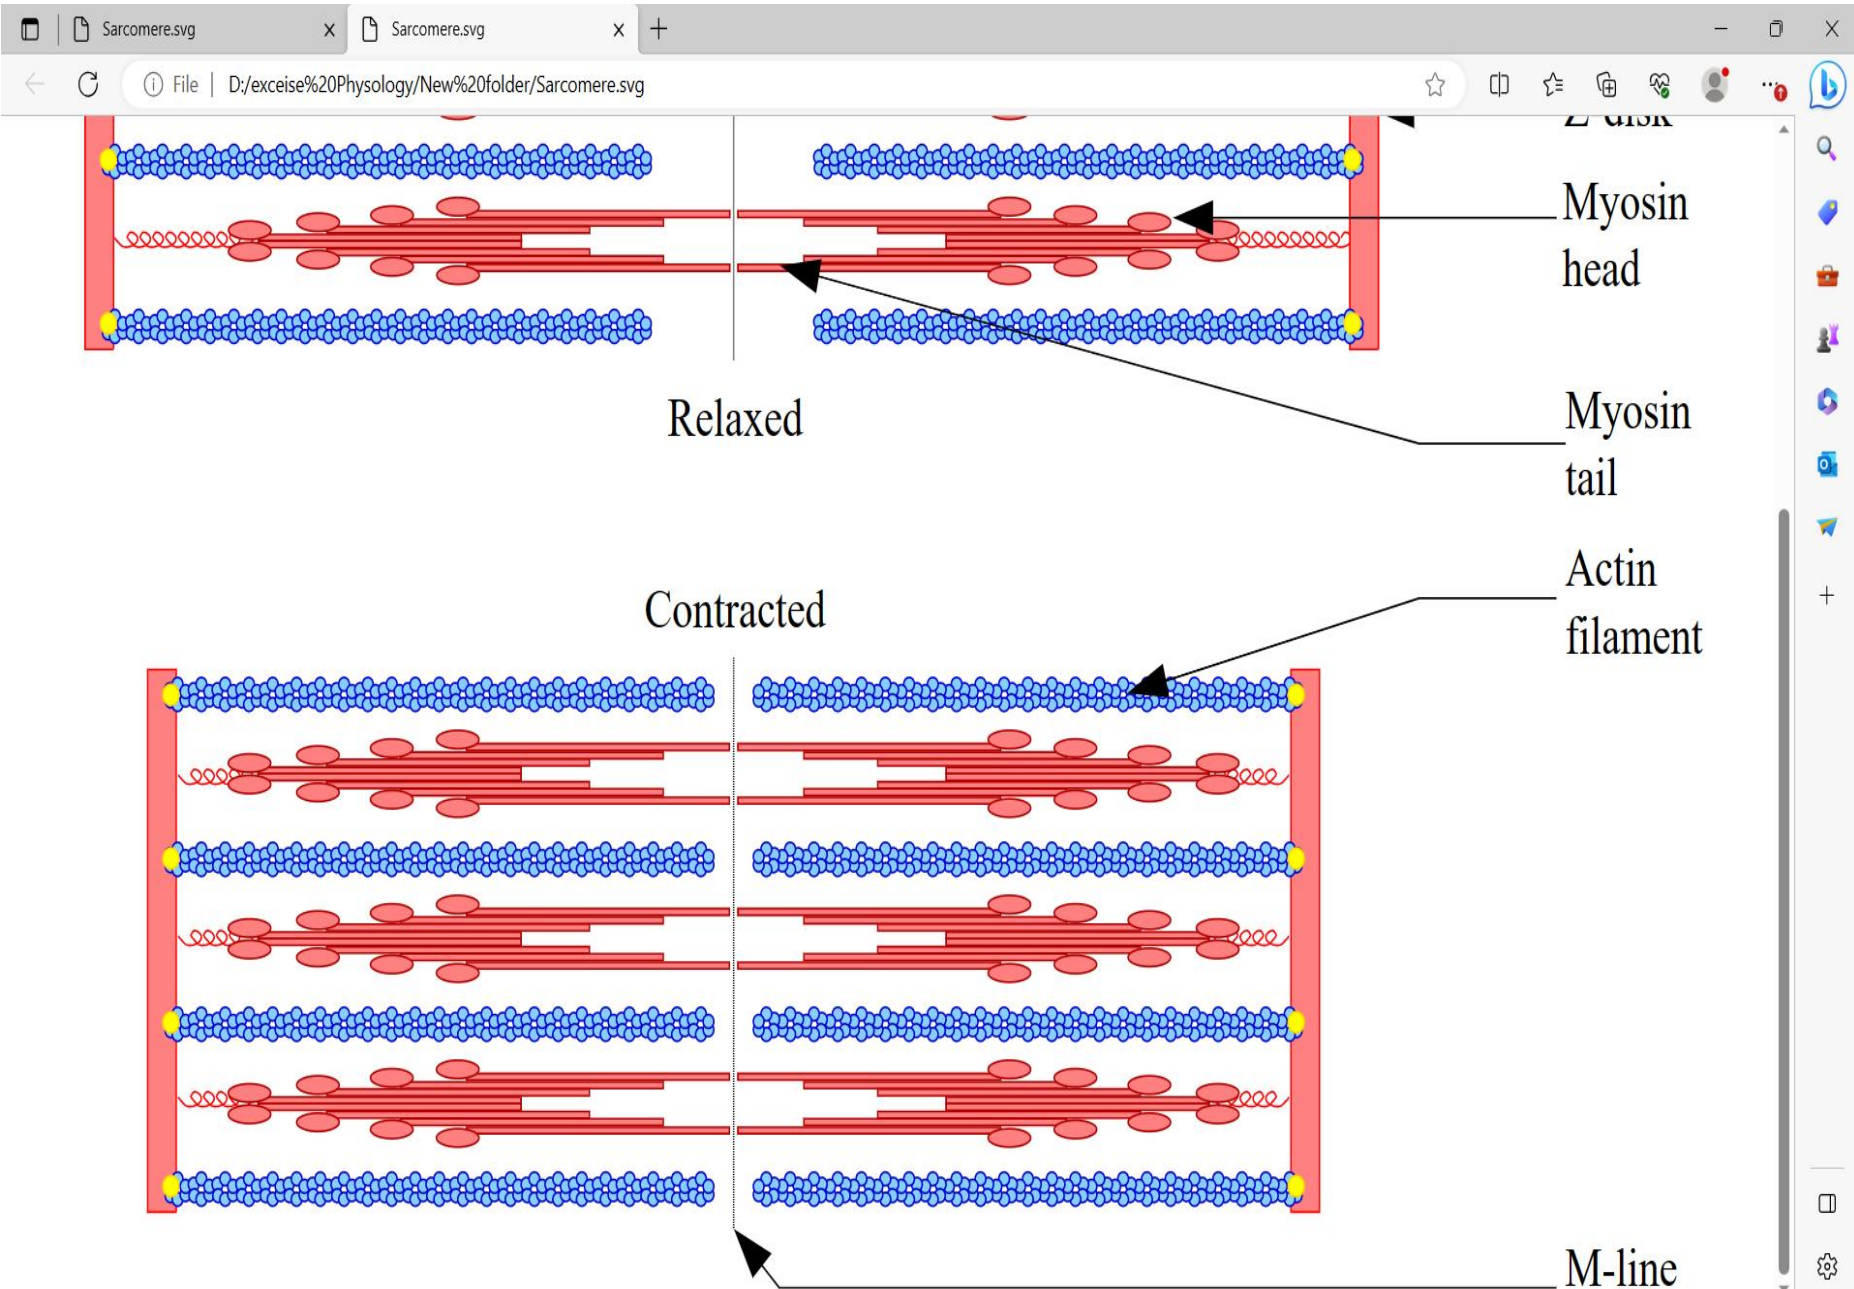 Sarcomere.svg
Sarcomere.svg
File
D:/exceise%20Physology/New%20folder/Sarcomere.svg
Z-disk
Myosin
head
Relaxed
Myosin
tail
Actin
filament
Contracted
M-line